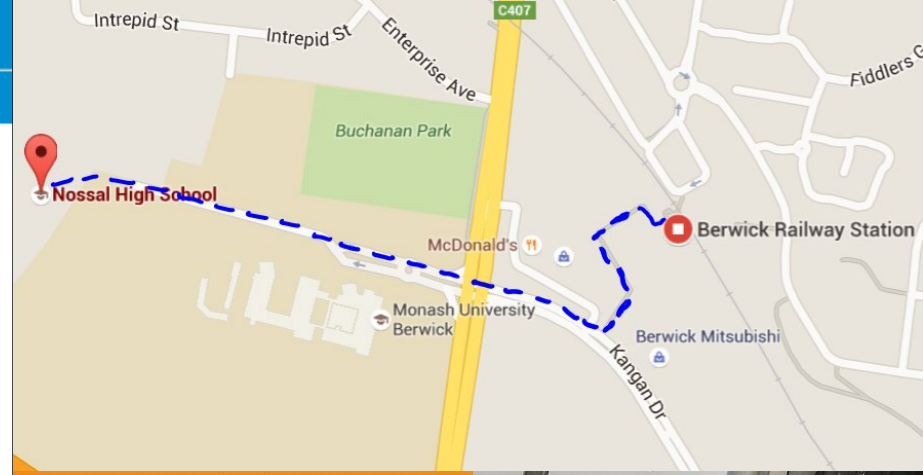 C407
Intrepid St
Intrepid St
Enterprise Ave
Buchanan Park
Nossal High School
McDonald's
Berwick Railway Station
Monash University
Berwick
Berwick Mitsubishi
Kangan Dr